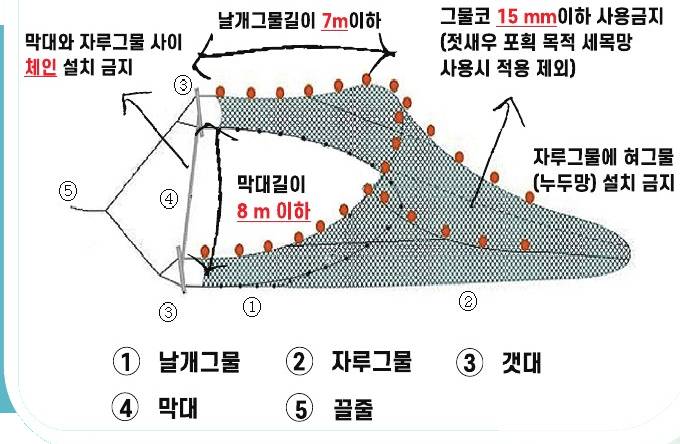 날개그물길이 7m이하
그물코 15 mm이하 사용금지
(젓새우 포획 목적 세목망
사용시 적용 제외)
막대와 자루그물 사이
체인 설치 금지
③
자루그물에 혀그물
(누두망) 설치 금지
막대길이
8 m 이하
⑤
④
③
①
②
① 날개그물
② 자루그물
③ 갯대
④ 막대
⑤ 끌줄